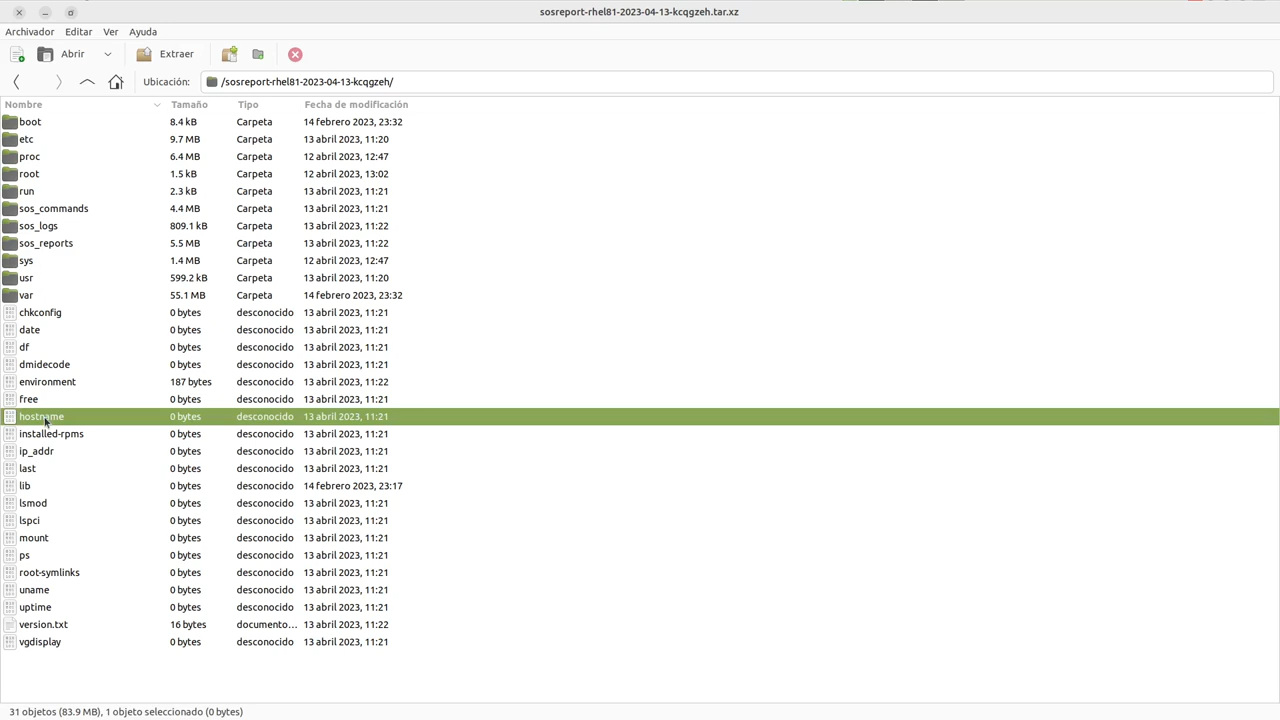 sosreport-rhel81-2023-04-13-kcqgzeh.tar.xz
Archivador Editar Ver Ayuda
Abrir Extraer
Ubicación: /sosreport-rhel81-2023-04-13-kcqgzeh/
Nombre Tamaño Tipo Fecha de modificación
boot 8.4 kB Carpeta 14 febrero 2023, 23:32
etc 9.7 MB Carpeta 13 abril 2023, 11:20
proc 6.4 MB Carpeta 12 abril 2023, 12:47
root 1.5 kB Carpeta 12 abril 2023, 13:02
run 2.3 kB Carpeta 13 abril 2023, 11:21
sos_commands 4.4 MB Carpeta 13 abril 2023, 11:21
sos_logs 809.1 kB Carpeta 13 abril 2023, 11:22
sos_reports 5.5 MB Carpeta 13 abril 2023, 11:22
sys 1.4 MB Carpeta 12 abril 2023, 12:47
usr 599.2 kB Carpeta 13 abril 2023, 11:20
var 55.1 MB Carpeta 14 febrero 2023, 23:32
chkconfig 0 bytes desconocido 13 abril 2023, 11:21
date 0 bytes desconocido 13 abril 2023, 11:21
df 0 bytes desconocido 13 abril 2023, 11:21
dmidecode 0 bytes desconocido 13 abril 2023, 11:21
environment 187 bytes desconocido 13 abril 2023, 11:22
free 0 bytes desconocido 13 abril 2023, 11:21
hostname 0 bytes desconocido 13 abril 2023, 11:21
installed-rpms 0 bytes desconocido 13 abril 2023, 11:21
ip_addr 0 bytes desconocido 13 abril 2023, 11:21
last 0 bytes desconocido 13 abril 2023, 11:21
lib 0 bytes desconocido 14 febrero 2023, 23:17
lsmod 0 bytes desconocido 13 abril 2023, 11:21
lspci 0 bytes desconocido 13 abril 2023, 11:21
mount 0 bytes desconocido 13 abril 2023, 11:21
ps 0 bytes desconocido 13 abril 2023, 11:21
root-symlinks 0 bytes desconocido 13 abril 2023, 11:21
uname 0 bytes desconocido 13 abril 2023, 11:21
uptime 0 bytes desconocido 13 abril 2023, 11:21
version.txt 16 bytes documento... 13 abril 2023, 11:22
vgdisplay 0 bytes desconocido 13 abril 2023, 11:21
31 objetos (83.9 MB), 1 objeto seleccionado (0 bytes)